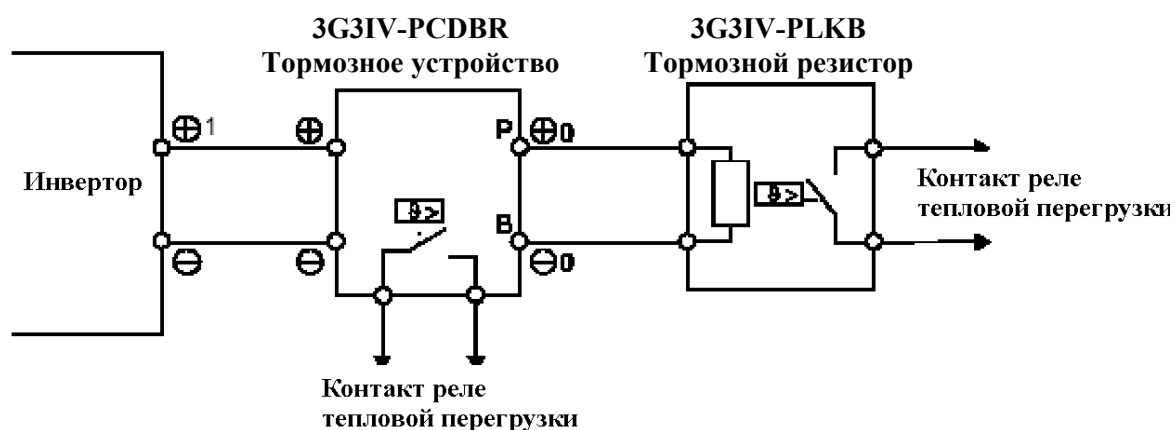 3G3IV-PCDBR
Тормозное устройство
3G3IV-PLKB
Тормозной резистор
⊕1
⊕
P ⊕0
Инвертор
ϑ>
ϑ>
Контакт реле
тепловой перегрузки
B
⊖
⊖
⊖0
Контакт реле
тепловой перегрузки